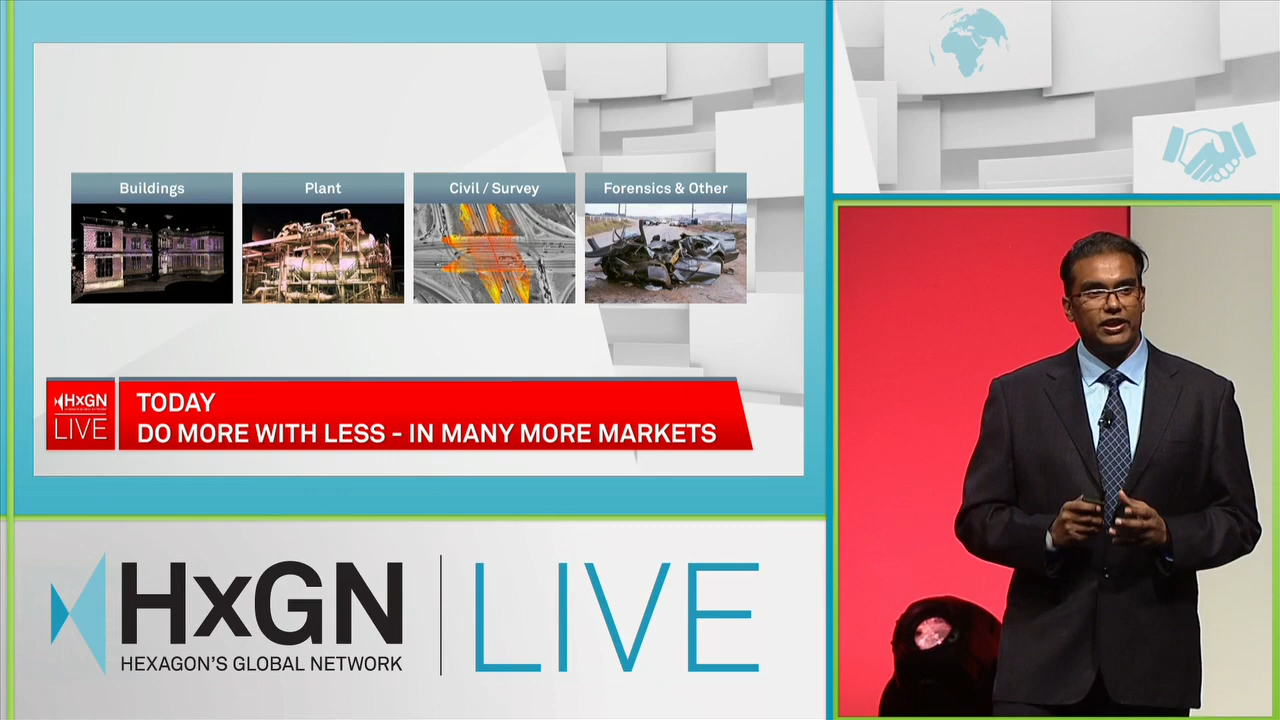 Buildings
Plant
Civil / Survey
Forensics & Other
HxGN
LIVE
TODAY
DO MORE WITH LESS - IN MANY MORE MARKETS
HxGN
HEXAGON'S GLOBAL NETWORK
LIVE